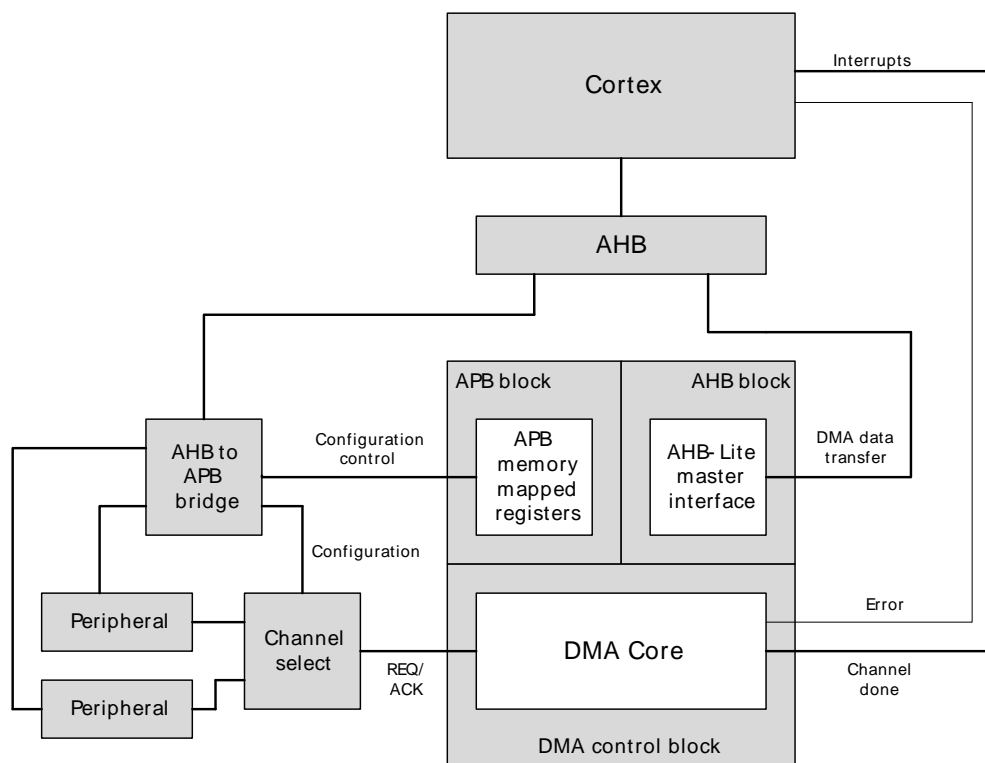 Interrupts
Cortex
AHB
APB block
AHB block
AHB to
APB
bridge
Configuration
control
APB
memory
mapped
registers
AHB-Lite
master
interface
DMA data
transfer
Configuration
Peripheral
Channel
select
Peripheral
REQ/
ACK
DMA Core
Error
Channel
done
DMA control block